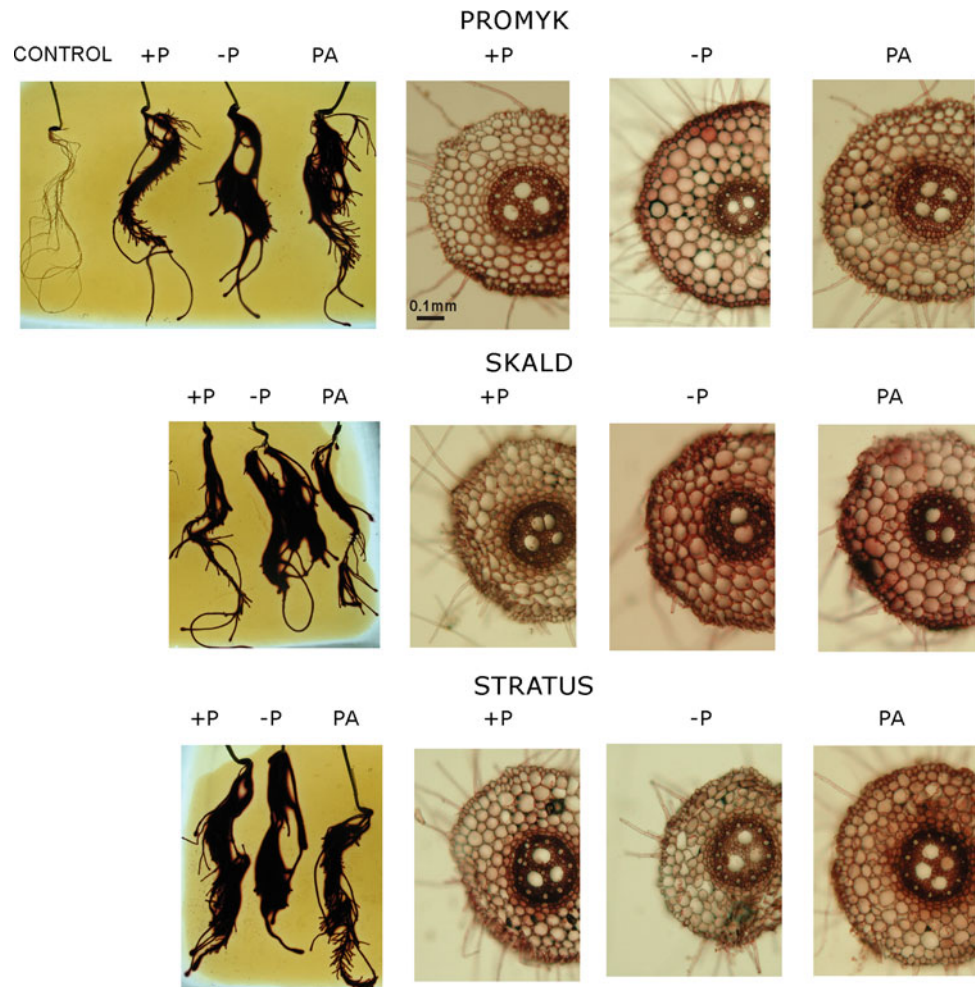 PROMYK
CONTROL +P -P PA +P -P PA
0.1mm
SKALD
+P -P PA +P -P PA
STRATUS
+P -P PA +P -P PA